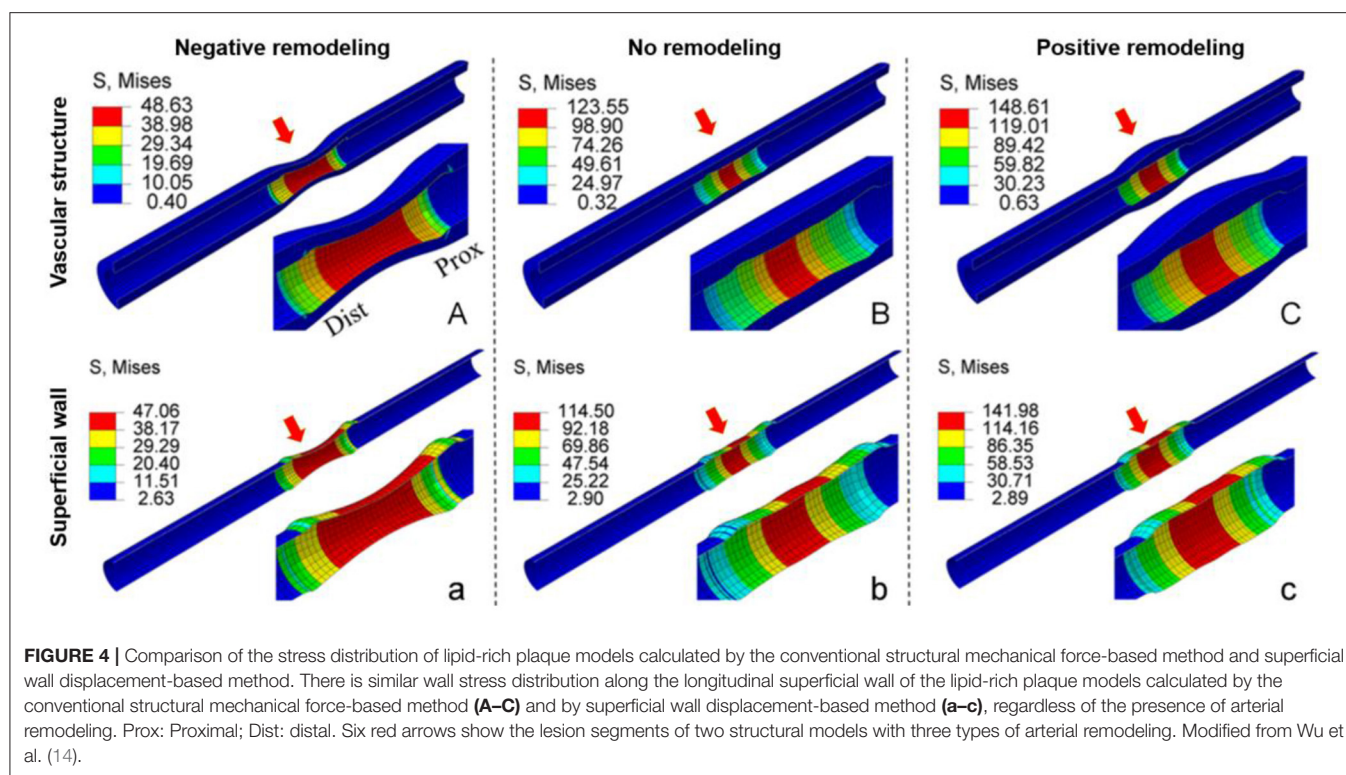 Negative remodeling
No remodeling
Positive remodeling
Vascular structure
S, Mises
48.63
38.98
29.34
19.69
10.05
0.40
Prox
Dist
A
S, Mises
123.55
98.90
74.26
49.61
24.97
0.32
B
S, Mises
148.61
119.01
89.42
59.82
30.23
0.63
C
Superficial wall
S, Mises
47.06
38.17
29.29
20.40
11.51
2.63
a
S, Mises
114.50
92.18
69.86
47.54
25.22
2.90
b
S, Mises
141.98
114.16
86.35
58.53
30.71
2.89
c
FIGURE 4 | Comparison of the stress distribution of lipid-rich plaque models calculated by the conventional structural mechanical force-based method and superficial
wall displacement-based method. There is similar wall stress distribution along the longitudinal superficial wall of the lipid-rich plaque models calculated by the
conventional structural mechanical force-based method (A–C) and by superficial wall displacement-based method (a–c), regardless of the presence of arterial
remodeling. Prox: Proximal; Dist: distal. Six red arrows show the lesion segments of two structural models with three types of arterial remodeling. Modified from Wu et
al. (14).